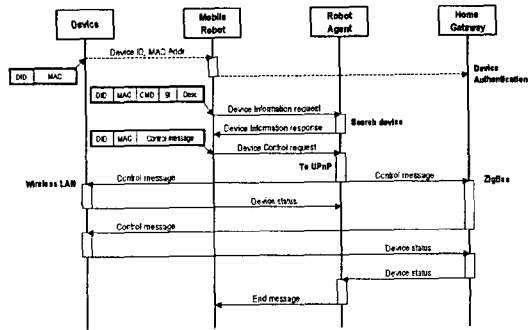 Device
Mobile
Robot
Robot
Agent
Home
Gateway
Device ID, MAC Addr
DID MAC
Device
Authentication
DID MAC CMD SI Desc
Device Information request
Search device
Device Information response
DID MAC Control message
Device Control request
To UPnP
Wireless LAN
Control message
Control message
ZigBee
Device status
Control message
Device status
Device status
End message